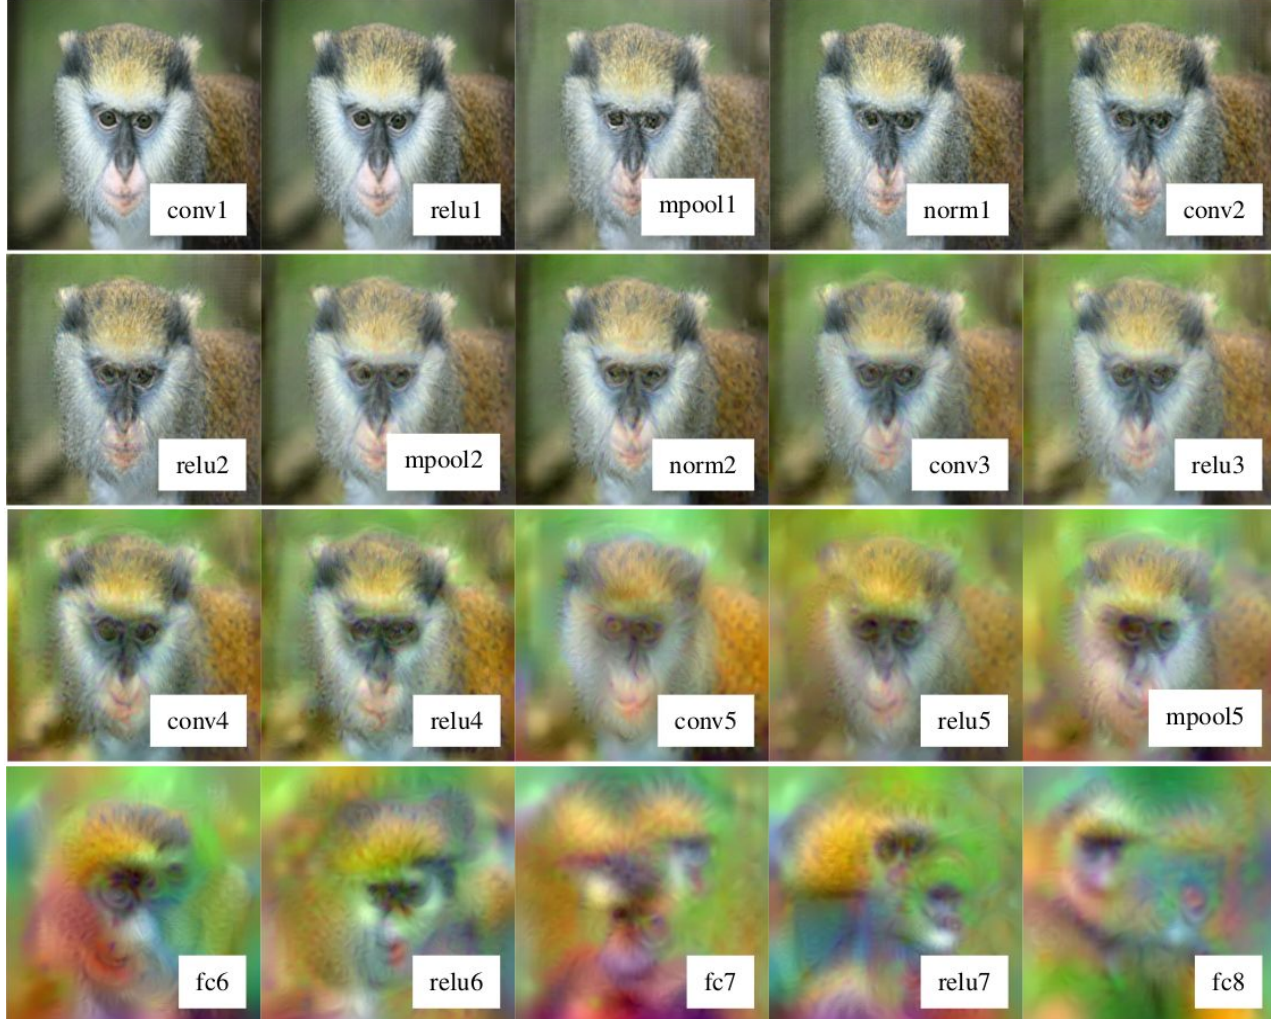 conv1
relu1
mpool1
norm1
conv2
relu2
mpool2
norm2
conv3
relu3
conv4
relu4
conv5
relu5
mpool5
fc6
relu6
fc7
relu7
fc8